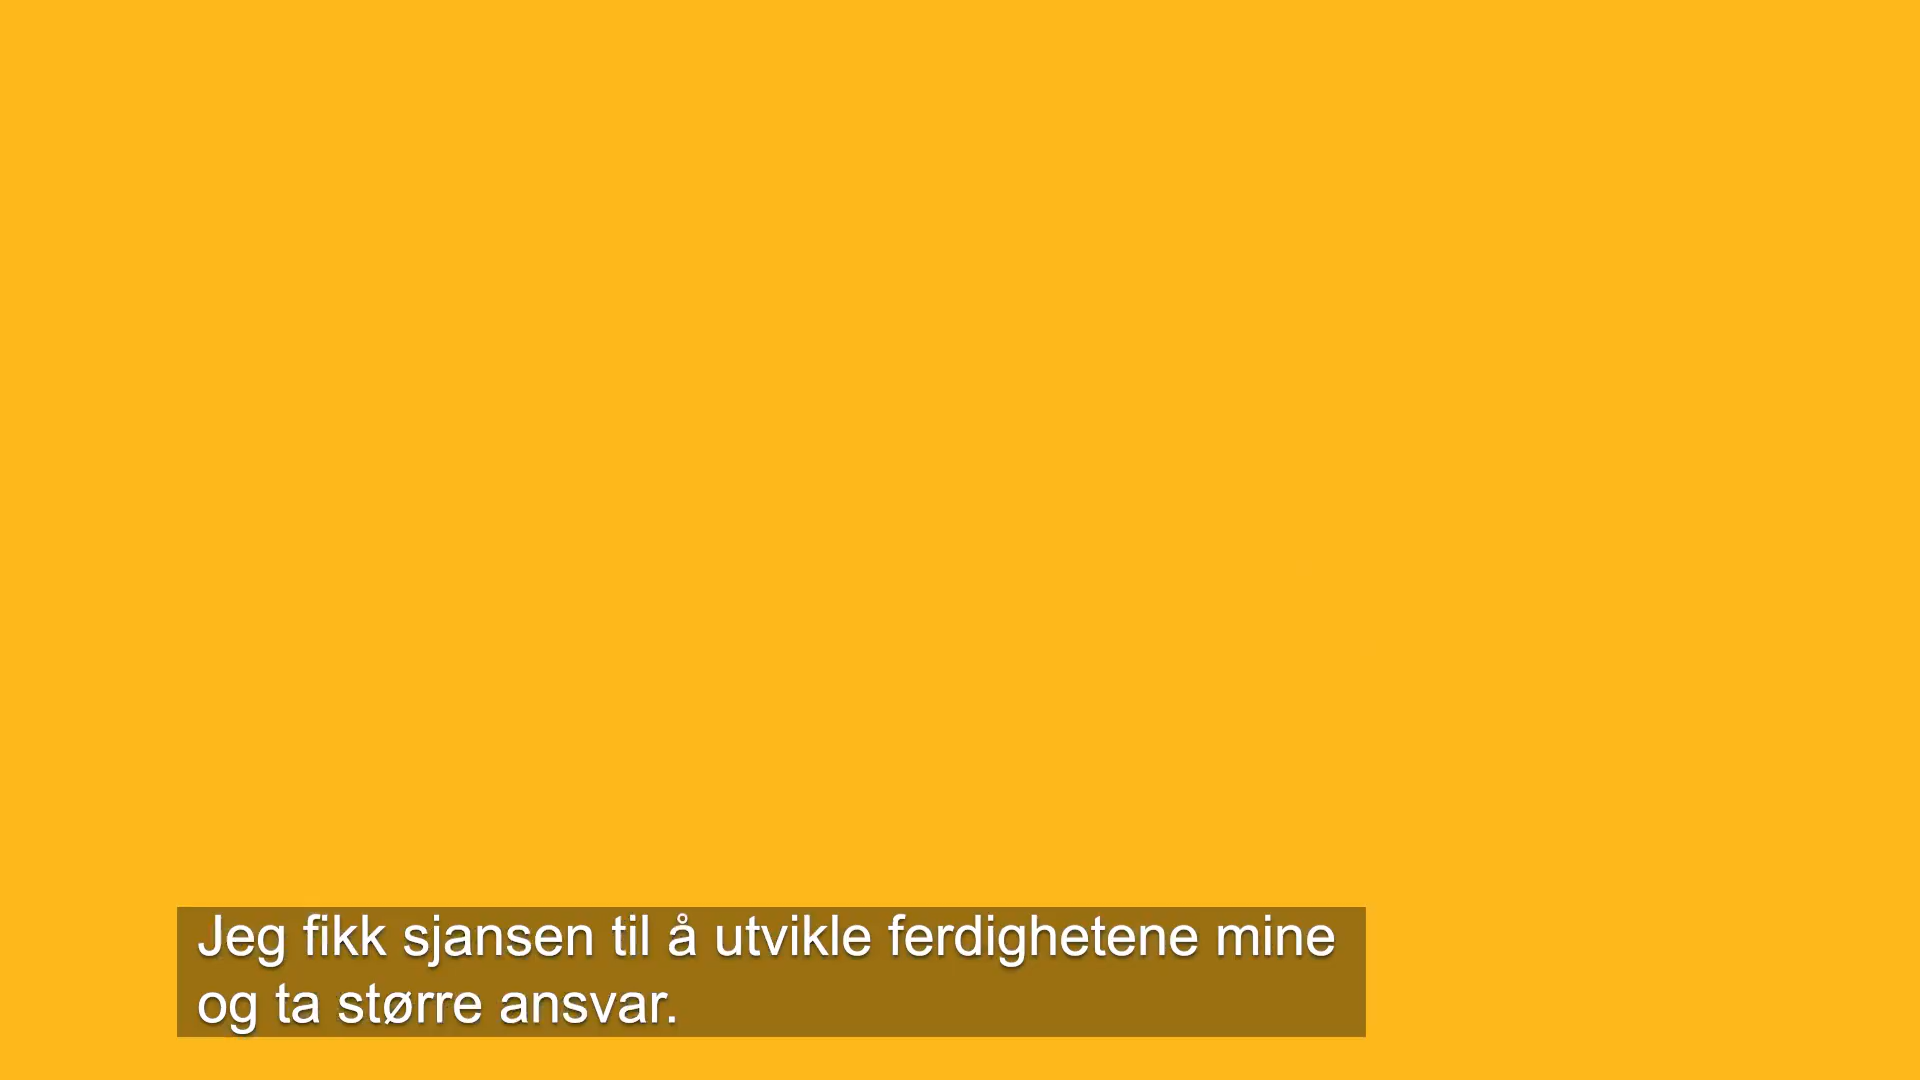 Jeg fikk sjansen til å utvikle ferdighetene mine
og ta større ansvar.